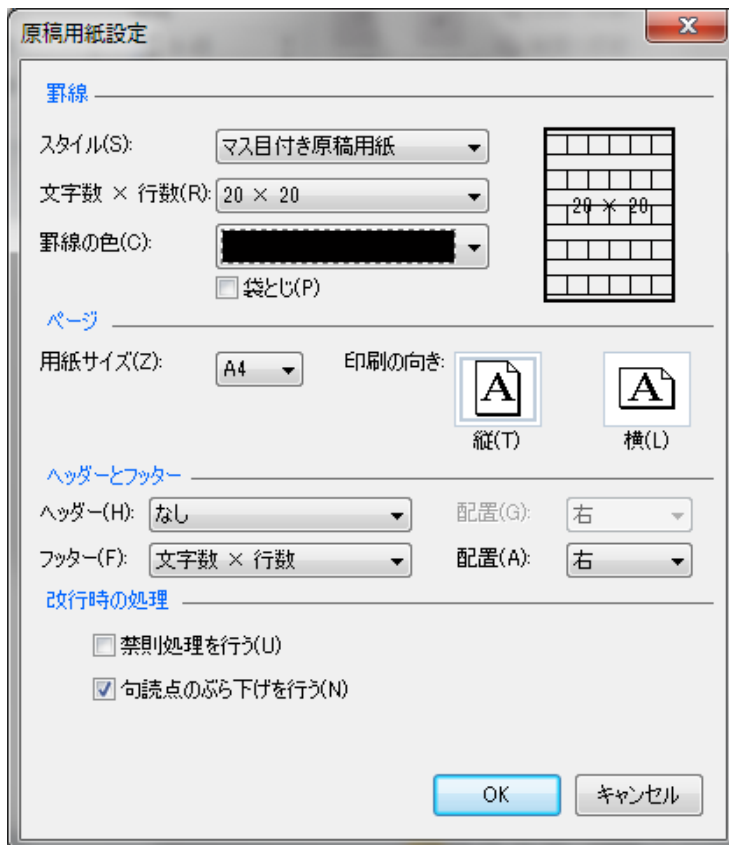 原稿用紙設定
罫線
スタイル(S): マス目付き原稿用紙
文字数 × 行数(R): 20 × 20
20 × 20
罫線の色(C):
袋とじ(P)
ページ
用紙サイズ(Z): A4 印刷の向き: A A
縦(T) 横(L)
ヘッダーとフッター
ヘッダー(H): なし 配置(G): 右
フッター(F): 文字数 × 行数 配置(A): 右
改行時の処理
禁則処理を行う(U)
句読点のぶら下げを行う(N)
OK キャンセル